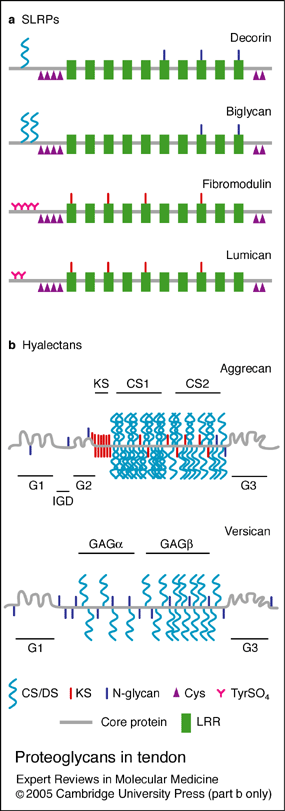 a SLRPs
Decorin
Biglycan
Fibromodulin
Lumican
b Hyalectans
Aggrecan
KS CS1 CS2
G1 G2 G3
IGD
Versican
GAGα GAGβ
G1 G3
CS/DS KS N-glycan Cys TyrSO₄
Core protein LRR
Proteoglycans in tendon
Expert Reviews in Molecular Medicine
©2005 Cambridge University Press (part b only)